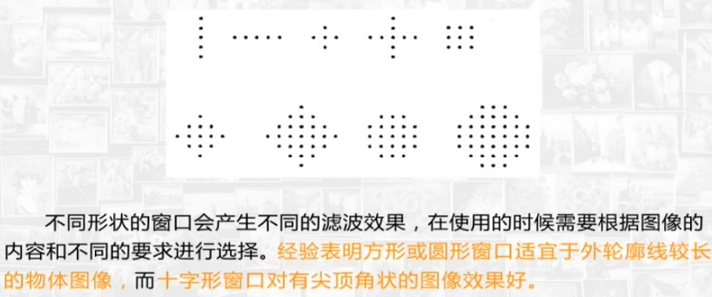 不同形状的窗口会产生不同的滤波效果，在使用的时候需要根据图像的
内容和不同的要求进行选择。经验表明方形或圆形窗口适宜于外轮廓线较长
的物体图像，而十字形窗口对有尖顶角状的图像效果好。